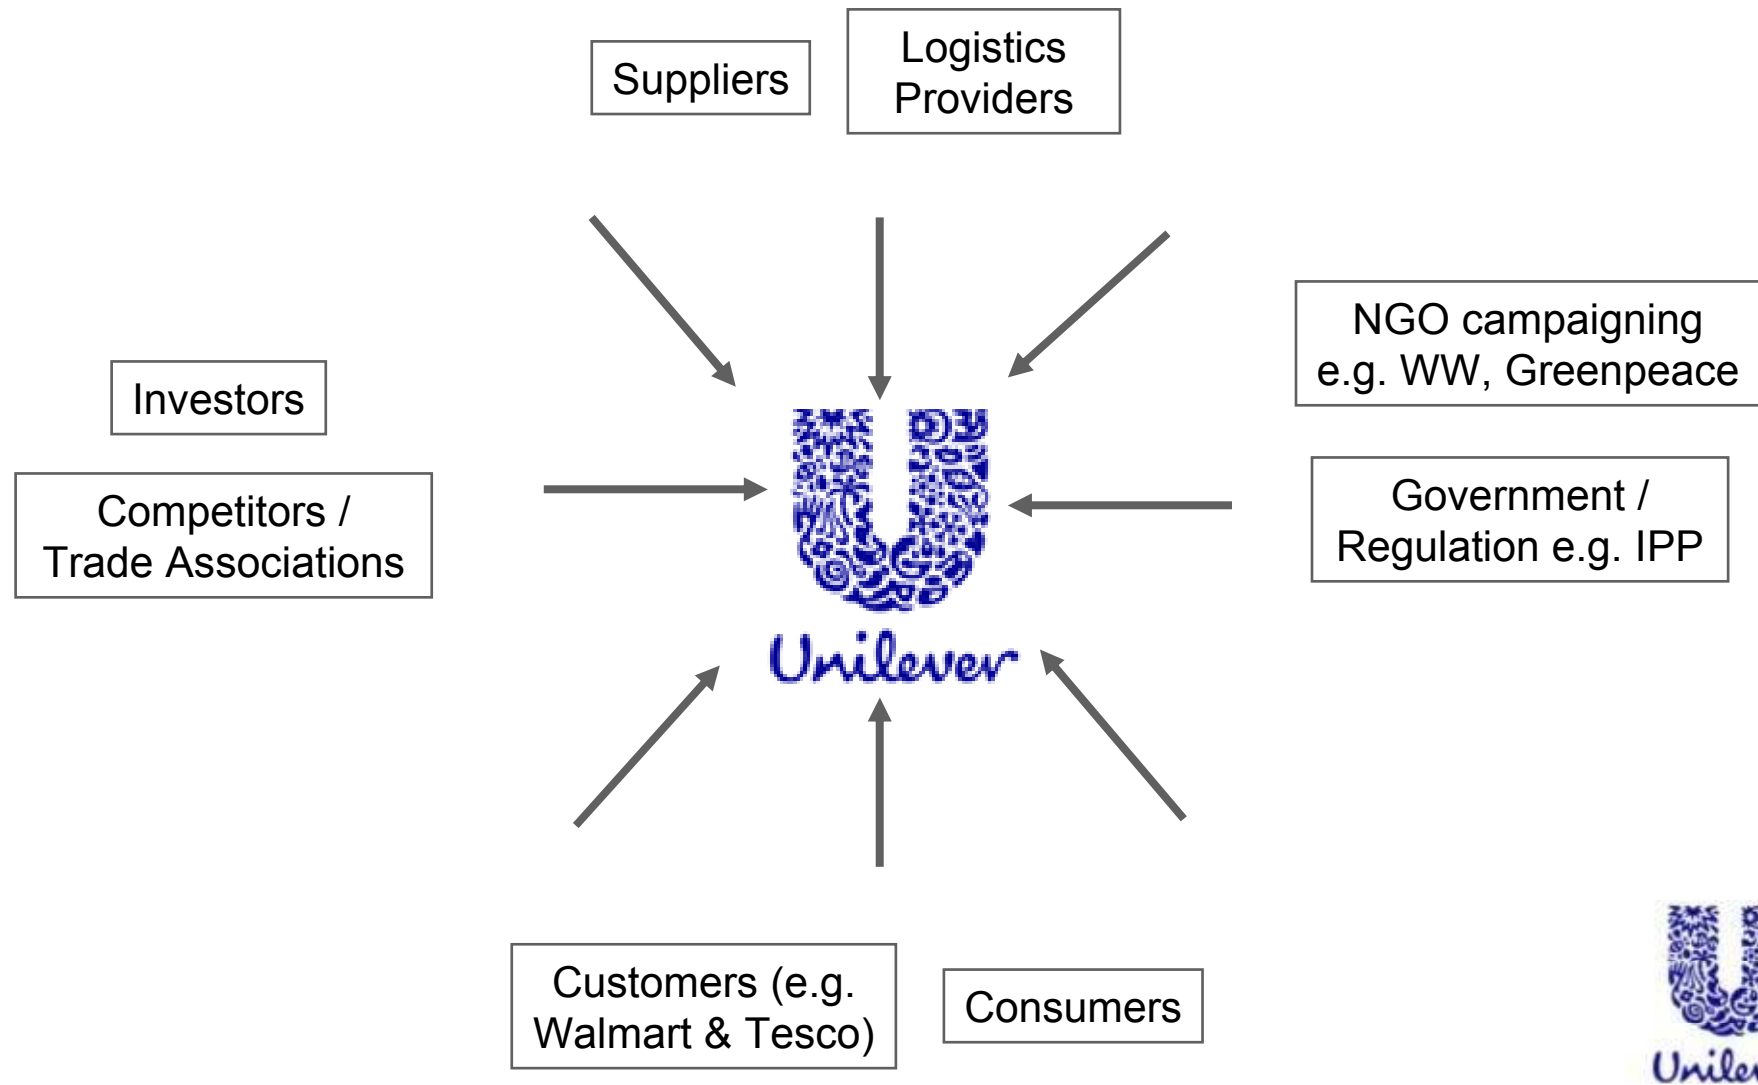 Logistics
Providers
Suppliers
NGO campaigning
e.g. WW, Greenpeace
Investors
Government /
Regulation e.g. IPP
Competitors /
Trade Associations
Unilever
Customers (e.g.
Walmart & Tesco)
Consumers
Unilev